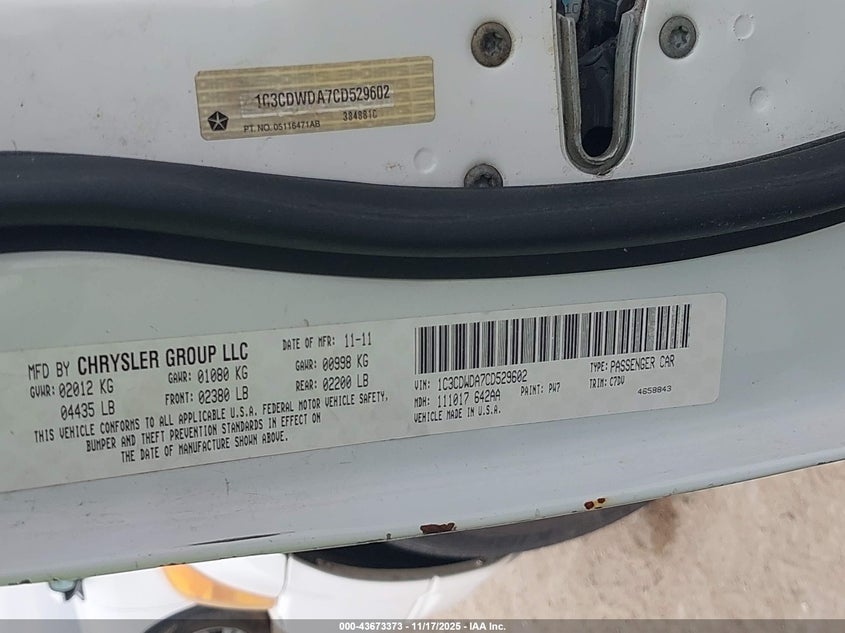 1C3CDWDA7CD529602
384881C
PT. NO. 05116471AB
MFD BY CHRYSLER GROUP LLC
DATE OF MFR: 11-11
GVWR: 02012 KG
GAWR: 01080 KG
GAWR: 00998 KG
04435 LB
FRONT: 02380 LB
REAR: 02200 LB
THIS VEHICLE CONFORMS TO ALL APPLICABLE U.S.A. FEDERAL MOTOR VEHICLE SAFETY,
BUMPER AND THEFT PREVENTION STANDARDS IN EFFECT ON
THE DATE OF MANUFACTURE SHOWN ABOVE.
VIN: 1C3CDWDA7CD529602
TYPE: PASSENGER CAR
MDH: 111017 642AA
PAINT: PW7
TRIM: C7DV
VEHICLE MADE IN U.S.A.
4658843
000-43673373 - 11/17/2025 - IAA Inc.